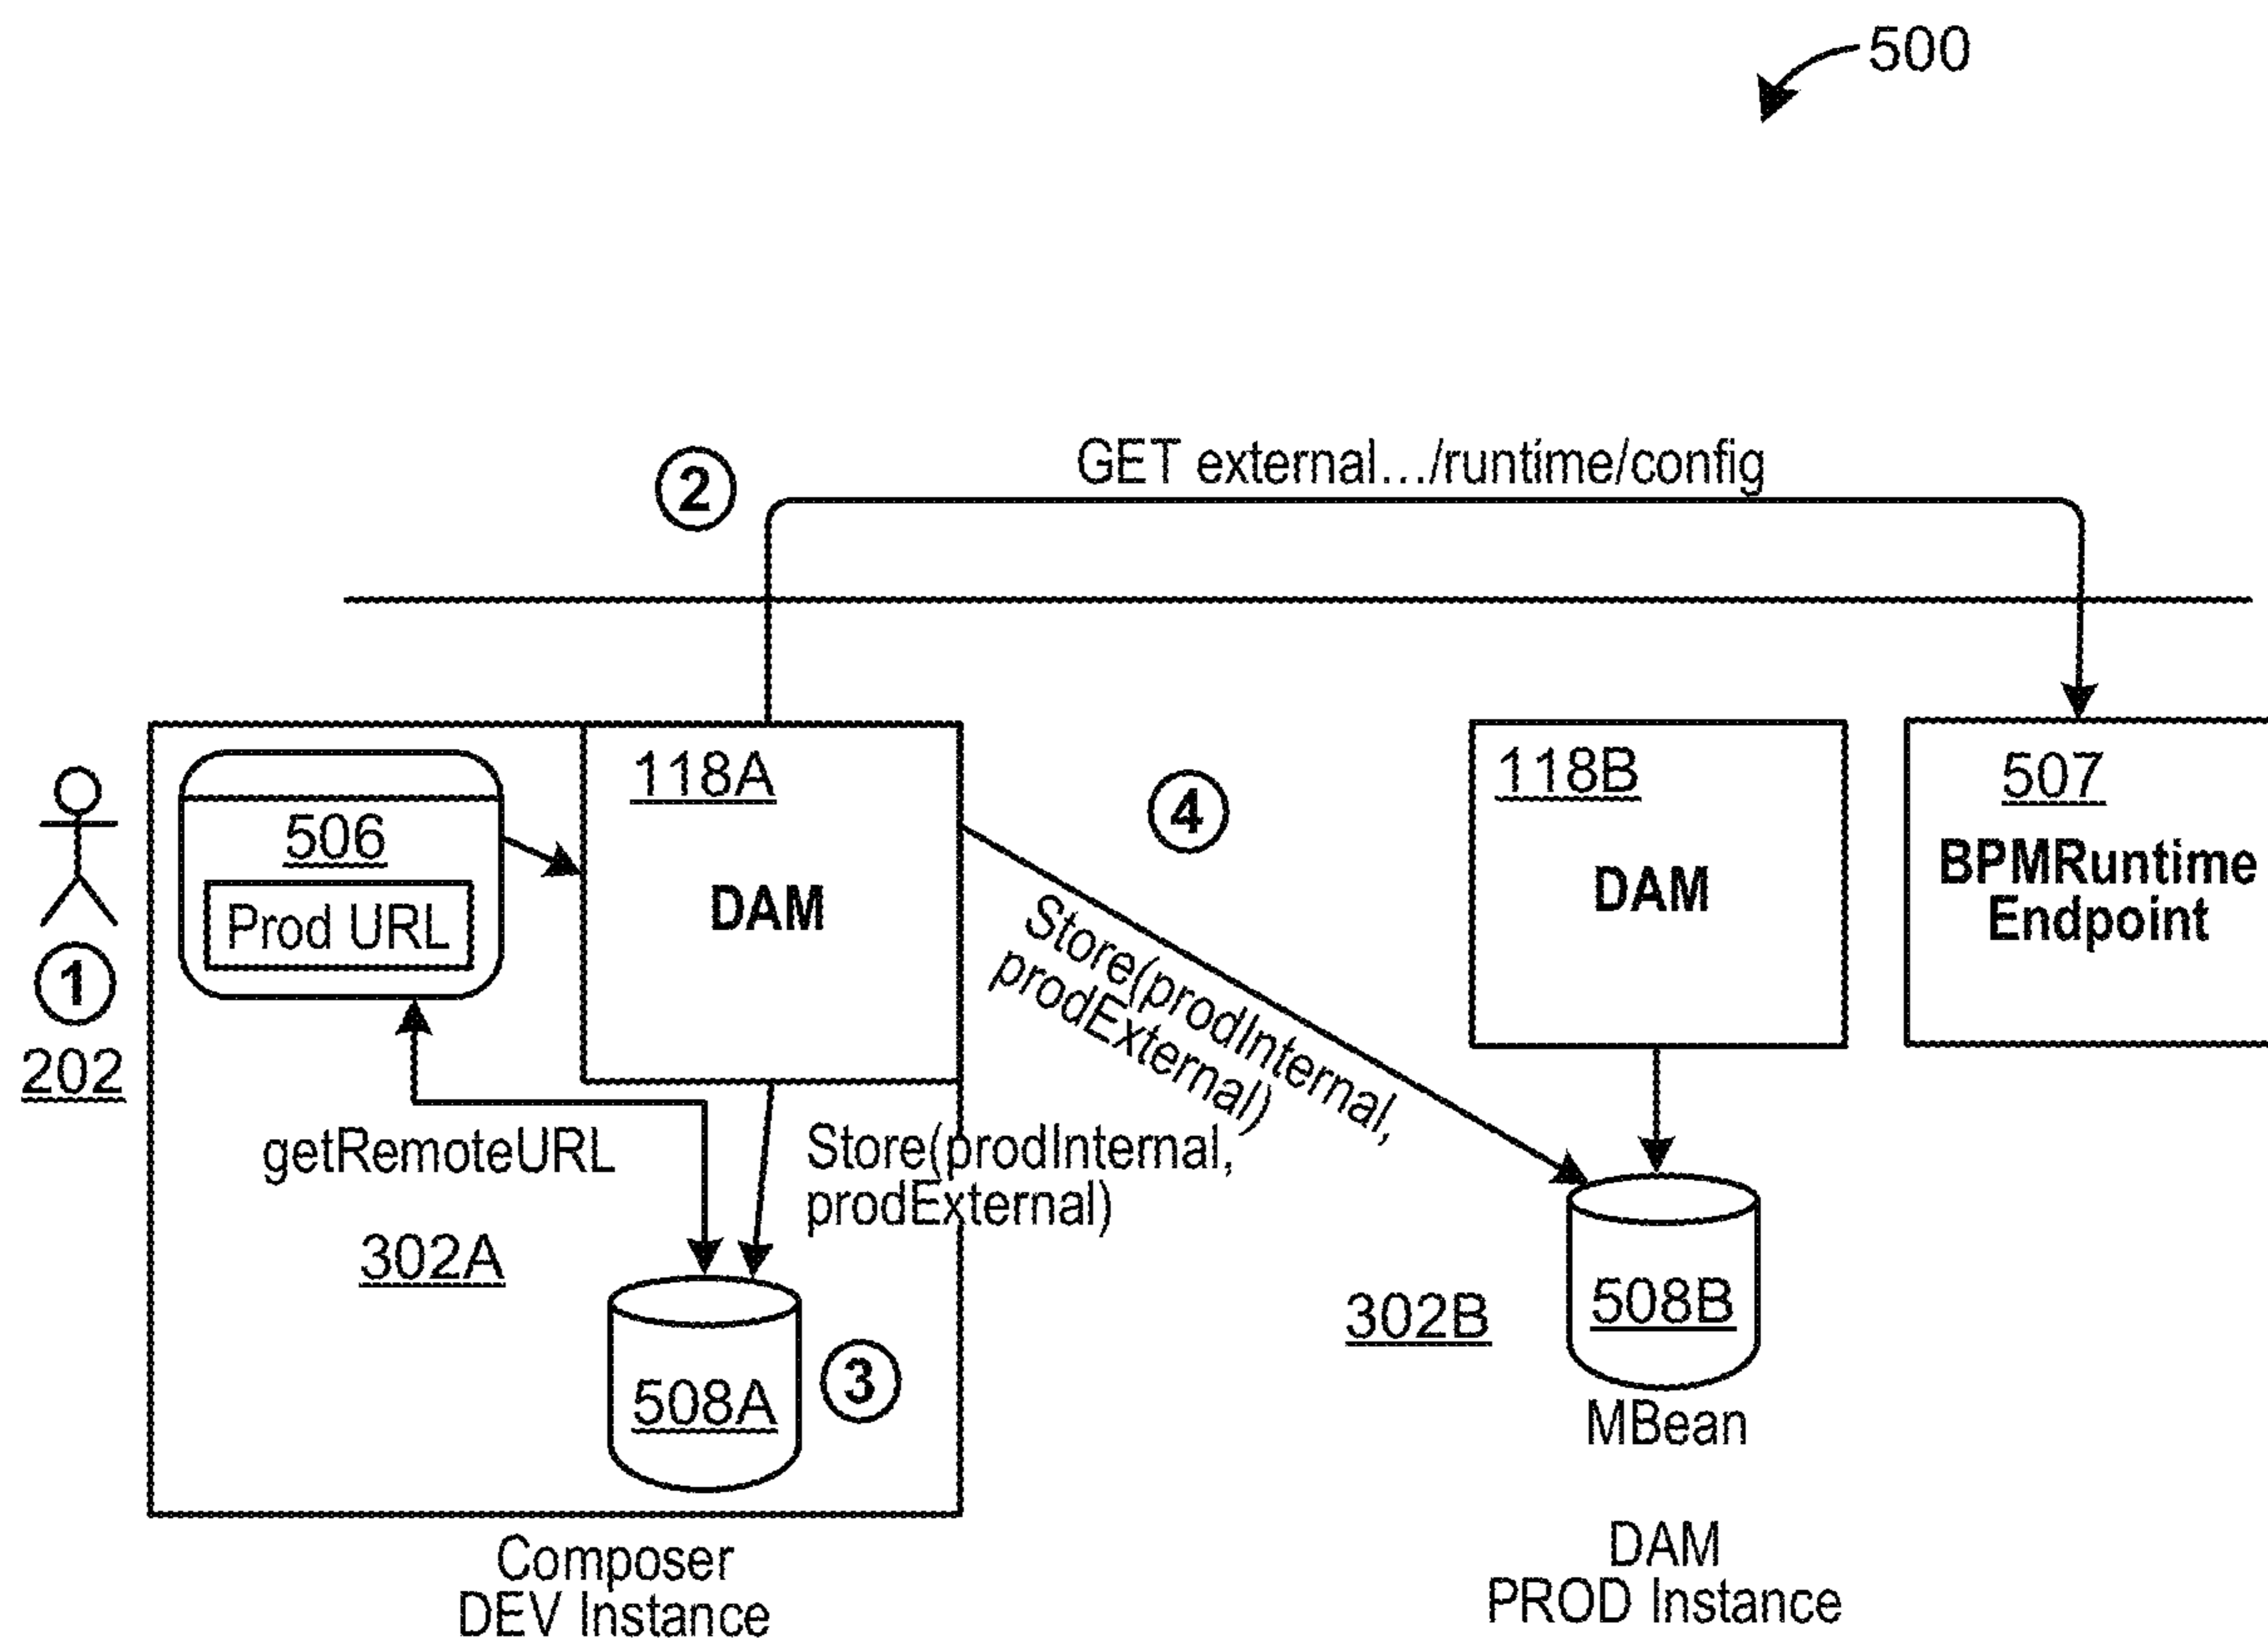 500
2
GET external.../runtime/config
118A
118B
507
506
4
BPMRuntime
Endpoint
DAM
DAM
Prod URL
1
202
Store(prodInternal,
prodExternal)
getRemoteURL
Store(prodInternal,
prodExternal)
302A
302B
508B
508A
3
MBean
Composer
DEV Instance
DAM
PROD Instance